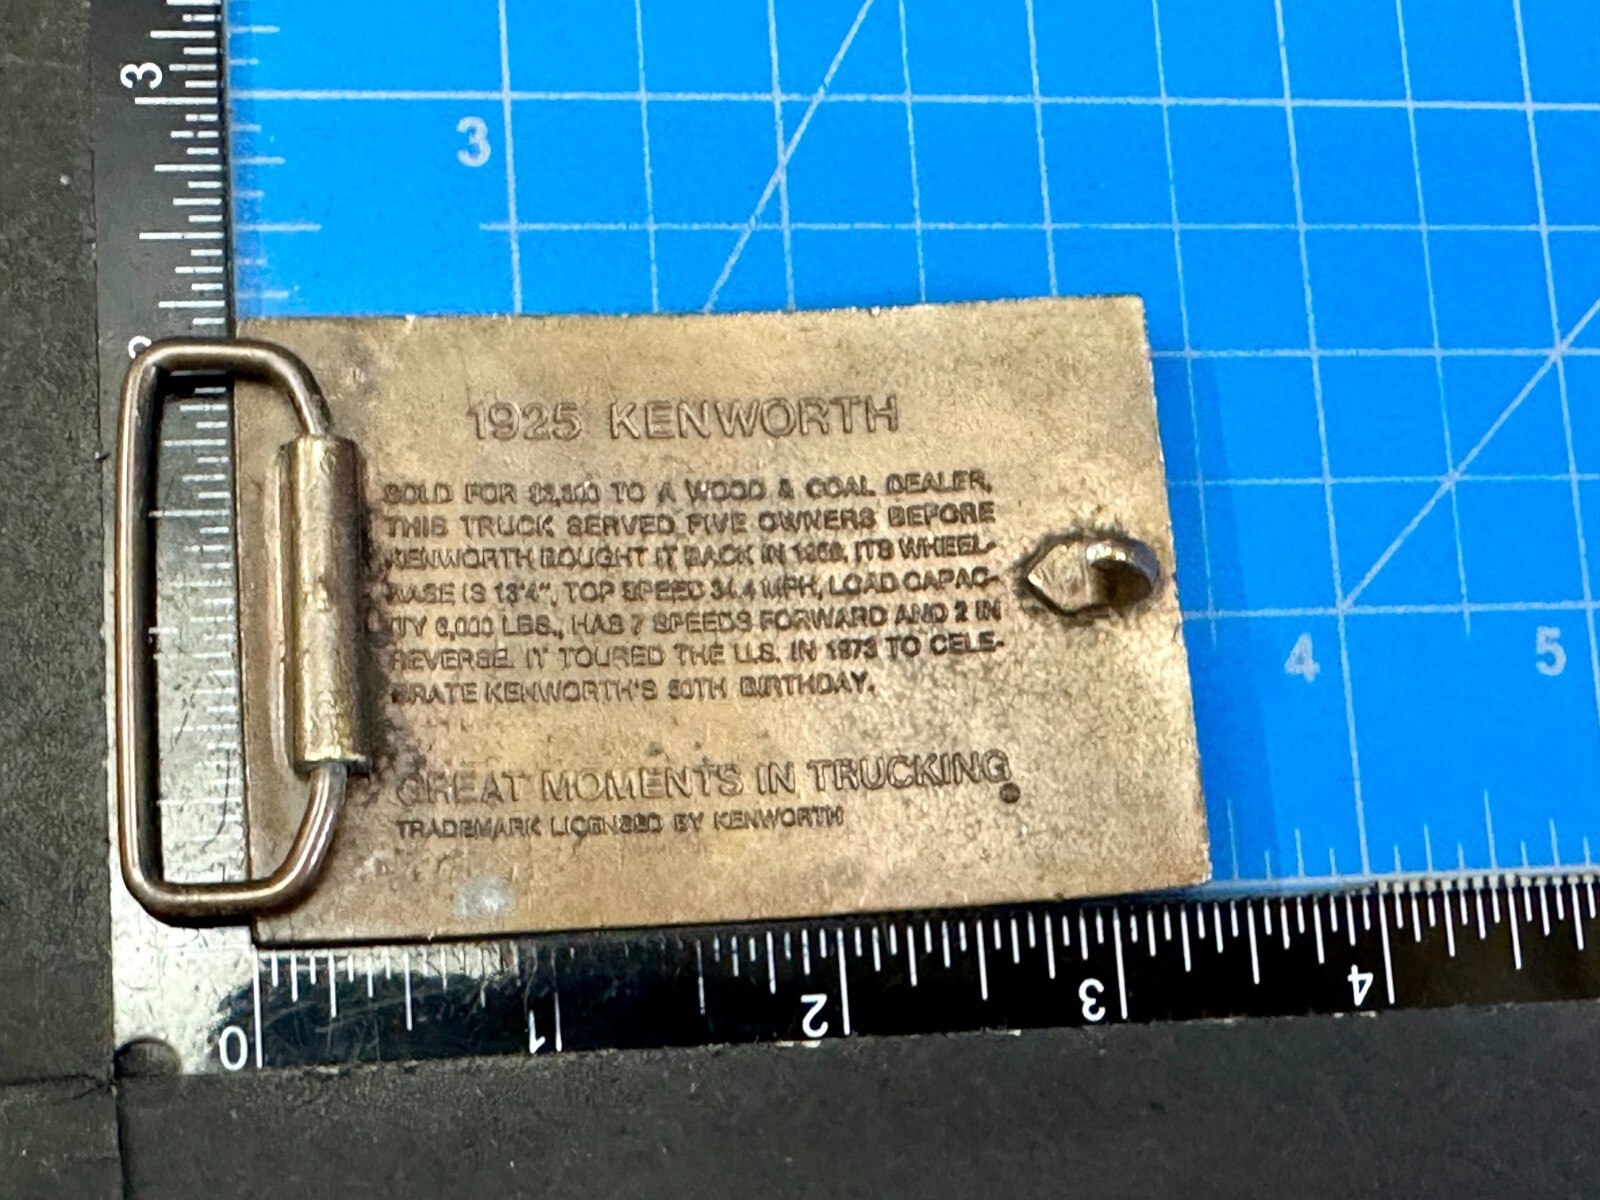 3
3
2
1925 KENWORTH
SOLD FOR TO A WOOD & COAL DEALER,
THIS TRUCK SERVED FIVE OWNERS BEFORE
KENWORTH BOUGHT IT BACK IN ITS WHEEL-
BASE IS 13'4", TOP SPEED 34.4 MPH, LOAD CAPAC-
ITY 6,000 LBS., HAS 7 SPEEDS FORWARD AND 2 IN
REVERSE. IT TOURED THE U.S. IN 1973 TO CELE-
BRATE KENWORTH'S 50TH BIRTHDAY.
4 5
GREAT MOMENTS IN TRUCKING®
TRADEMARK LICENSED BY KENWORTH
0 1 2 3 4